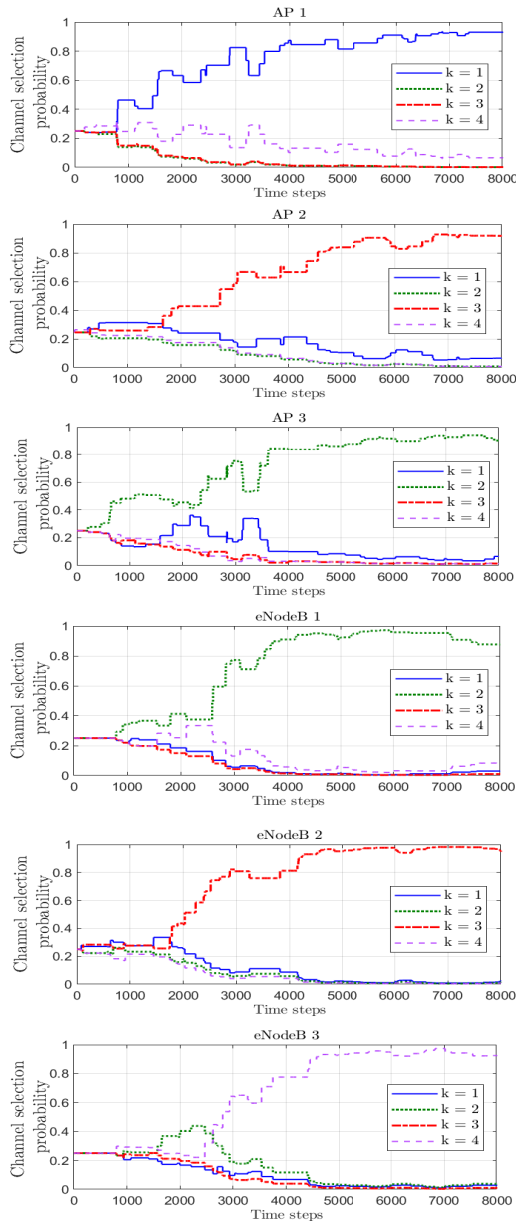 AP 1
Channel selection
probability
1
0.8
0.6
0.4
0.2
0
k = 1
k = 2
k = 3
k = 4
0 1000 2000 3000 4000 5000 6000 7000 8000
Time steps
AP 2
Channel selection
probability
1
0.8
0.6
0.4
0.2
0
k = 1
k = 2
k = 3
k = 4
0 1000 2000 3000 4000 5000 6000 7000 8000
Time steps
AP 3
Channel selection
probability
1
0.8
0.6
0.4
0.2
0
k = 1
k = 2
k = 3
k = 4
0 1000 2000 3000 4000 5000 6000 7000 8000
Time steps
eNodeB 1
Channel selection
probability
1
0.8
0.6
0.4
0.2
0
k = 1
k = 2
k = 3
k = 4
0 1000 2000 3000 4000 5000 6000 7000 8000
Time steps
eNodeB 2
Channel selection
probability
1
0.8
0.6
0.4
0.2
0
k = 1
k = 2
k = 3
k = 4
0 1000 2000 3000 4000 5000 6000 7000 8000
Time steps
eNodeB 3
Channel selection
probability
1
0.8
0.6
0.4
0.2
0
k = 1
k = 2
k = 3
k = 4
0 1000 2000 3000 4000 5000 6000 7000 8000
Time steps